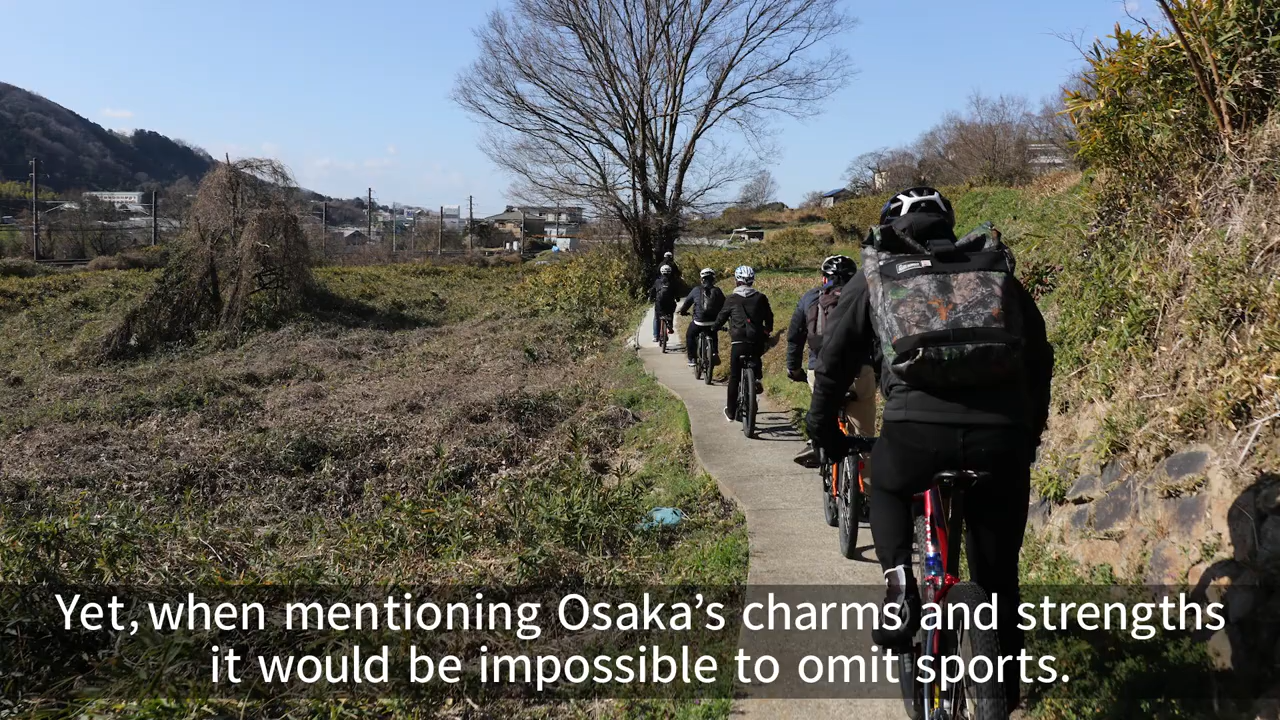 Yet, when mentioning Osaka’s charms and strengths
it would be impossible to omit sports.